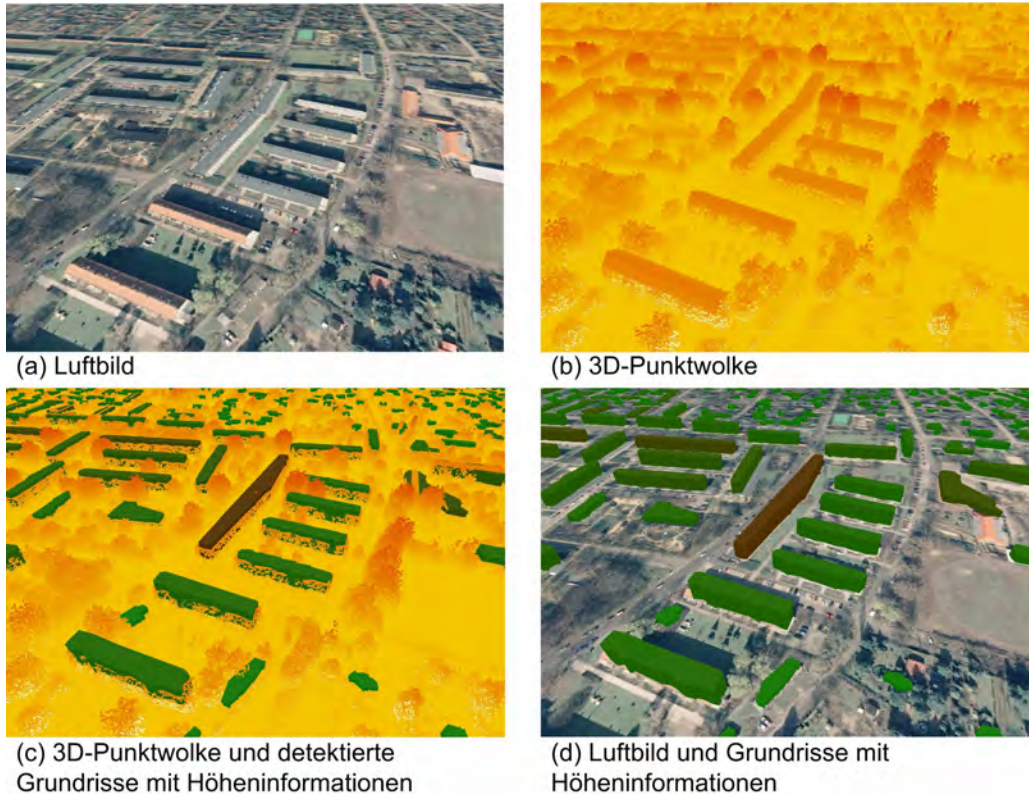 (a) Luftbild
(b) 3D-Punktwolke
(c) 3D-Punktwolke und detektierte
Grundrisse mit Höheninformationen
(d) Luftbild und Grundrisse mit
Höheninformationen